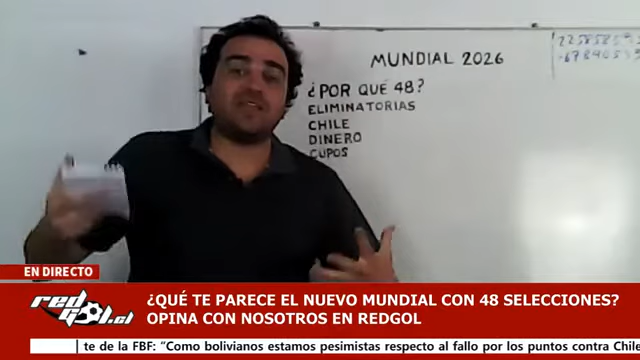 MUNDIAL 2026
¿POR QUÉ 48?
ELIMINATORIAS
CHILE
DINERO
CUPOS
EN DIRECTO
redgol.cl
¿QUÉ TE PARECE EL NUEVO MUNDIAL CON 48 SELECCIONES?
OPINA CON NOSOTROS EN REDGOL
te de la FBF: “Como bolivianos estamos pesimistas respecto al fallo por los puntos contra Chile